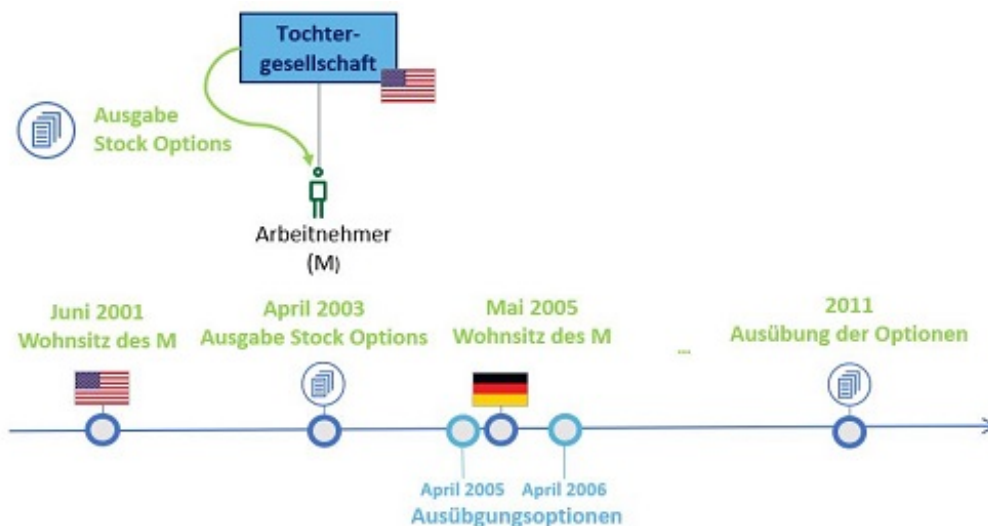 Tochter-
gesellschaft
Ausgabe
Stock Options
Arbeitnehmer
(M)
Juni 2001
Wohnsitz des M
April 2003
Ausgabe Stock Options
Mai 2005
Wohnsitz des M
...
2011
Ausübung der Optionen
April 2005
April 2006
Ausübgungsoptionen